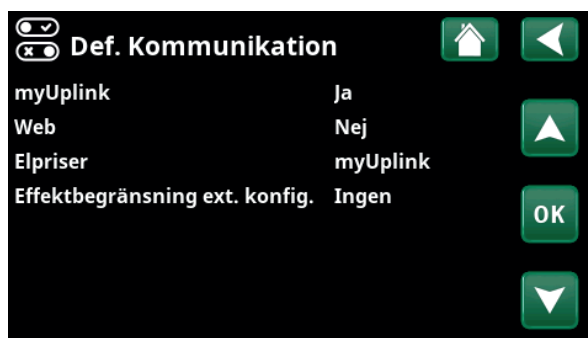 Def. Kommunikation
myUplink Ja
Web Nej
Elpriser myUplink
Effektbegränsning ext. konfig. Ingen
OK